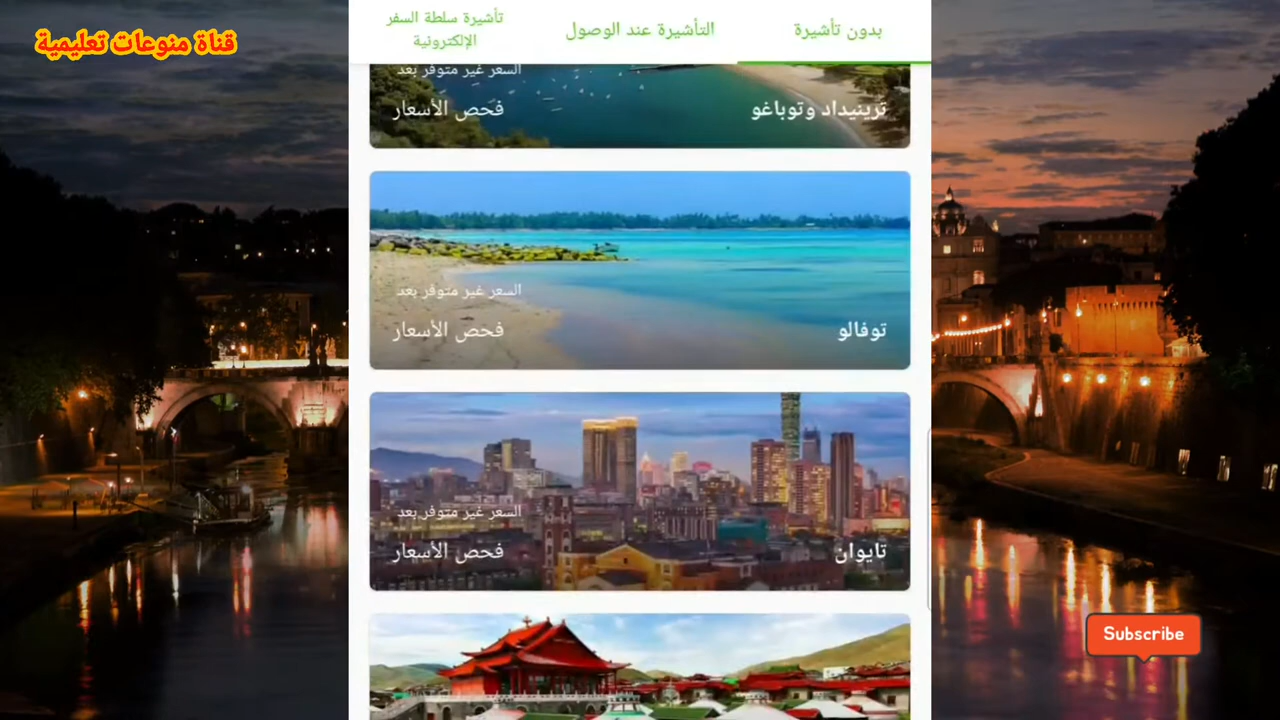 قناة منوعات تعليمية
بدون تأشيرة
التأشيرة عند الوصول
تأشيرة سلطة السفر
الإلكترونية
السعر غير متوفر بعد
ترينيداد وتوباغو
فحص الأسعار
السعر غير متوفر بعد
توفالو
فحص الأسعار
السعر غير متوفر بعد
تايوان
فحص الأسعار
Subscribe